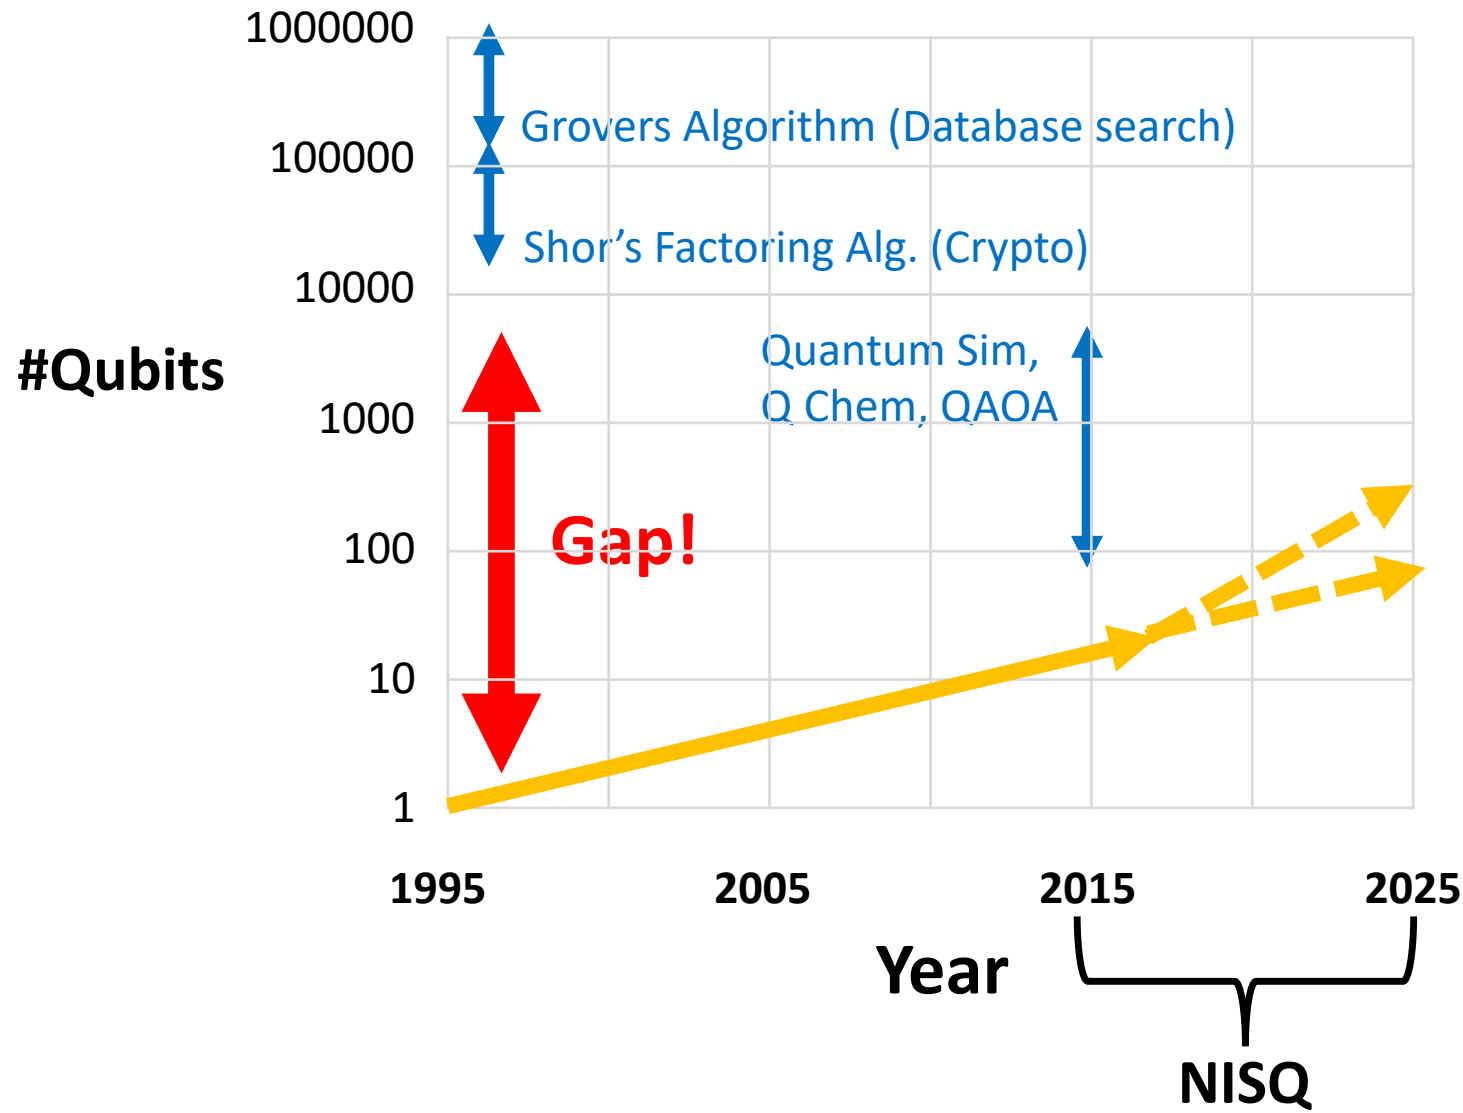 1000000
Grovers Algorithm (Database search)
100000
Shor's Factoring Alg. (Crypto)
10000
#Qubits
Quantum Sim,
Q Chem, QAOA
1000
Gap!
100
10
1
1995 2005 2015 2025
Year
NISQ